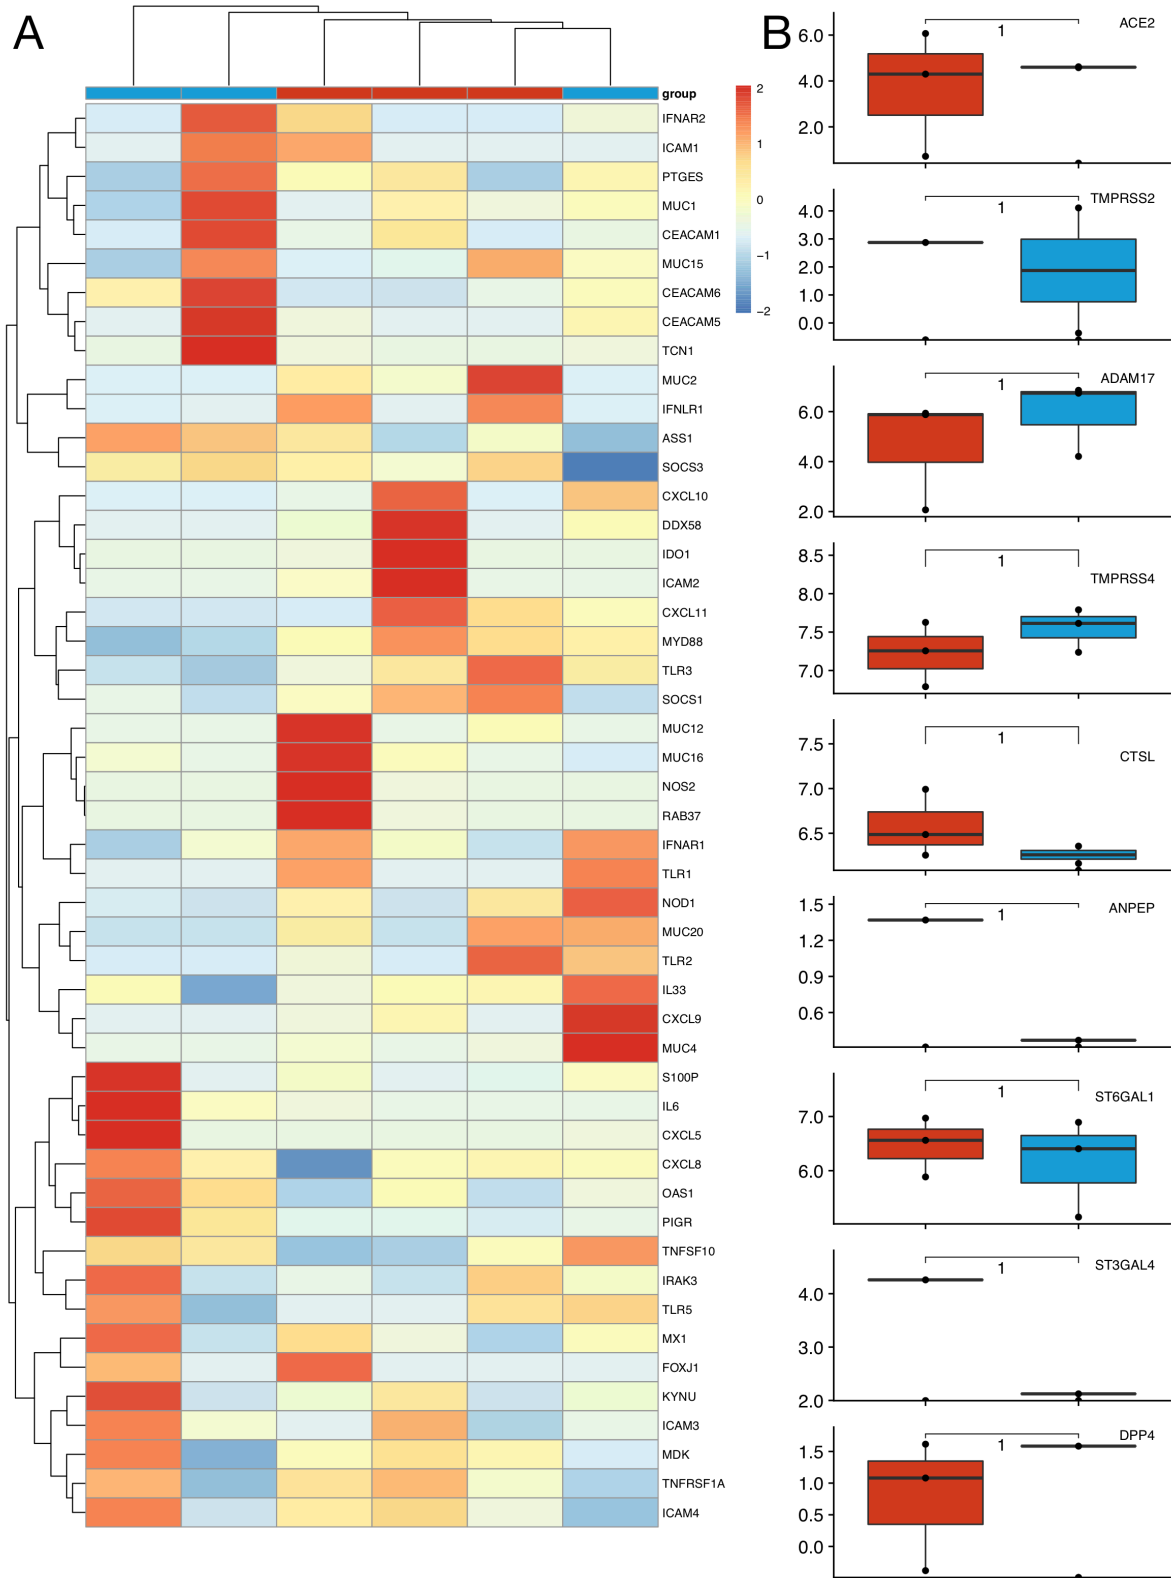 A
group
IFNAR2
ICAM1
PTGES
MUC1
CEACAM1
MUC15
CEACAM6
CEACAM5
TCN1
MUC2
IFNLR1
ASS1
SOCS3
CXCL10
DDX58
IDO1
ICAM2
CXCL11
MYD88
TLR3
SOCS1
MUC12
MUC16
NOS2
RAB37
IFNAR1
TLR1
NOD1
MUC20
TLR2
IL33
CXCL9
MUC4
S100P
IL6
CXCL5
CXCL8
OAS1
PIGR
TNFSF10
IRAK3
TLR5
MX1
FOXJ1
KYNU
ICAM3
MDK
TNFRSF1A
ICAM4
2
1
0
−1
−2
B
ACE2
1
6.0
4.0
2.0
TMPRSS2
1
4.0
3.0
2.0
1.0
0.0
ADAM17
1
6.0
4.0
2.0
TMPRSS4
1
8.5
8.0
7.5
7.0
CTSL
1
7.5
7.0
6.5
ANPEP
1
1.5
1.2
0.9
0.6
ST6GAL1
1
7.0
6.0
ST3GAL4
1
4.0
3.0
2.0
DPP4
1
1.5
1.0
0.5
0.0